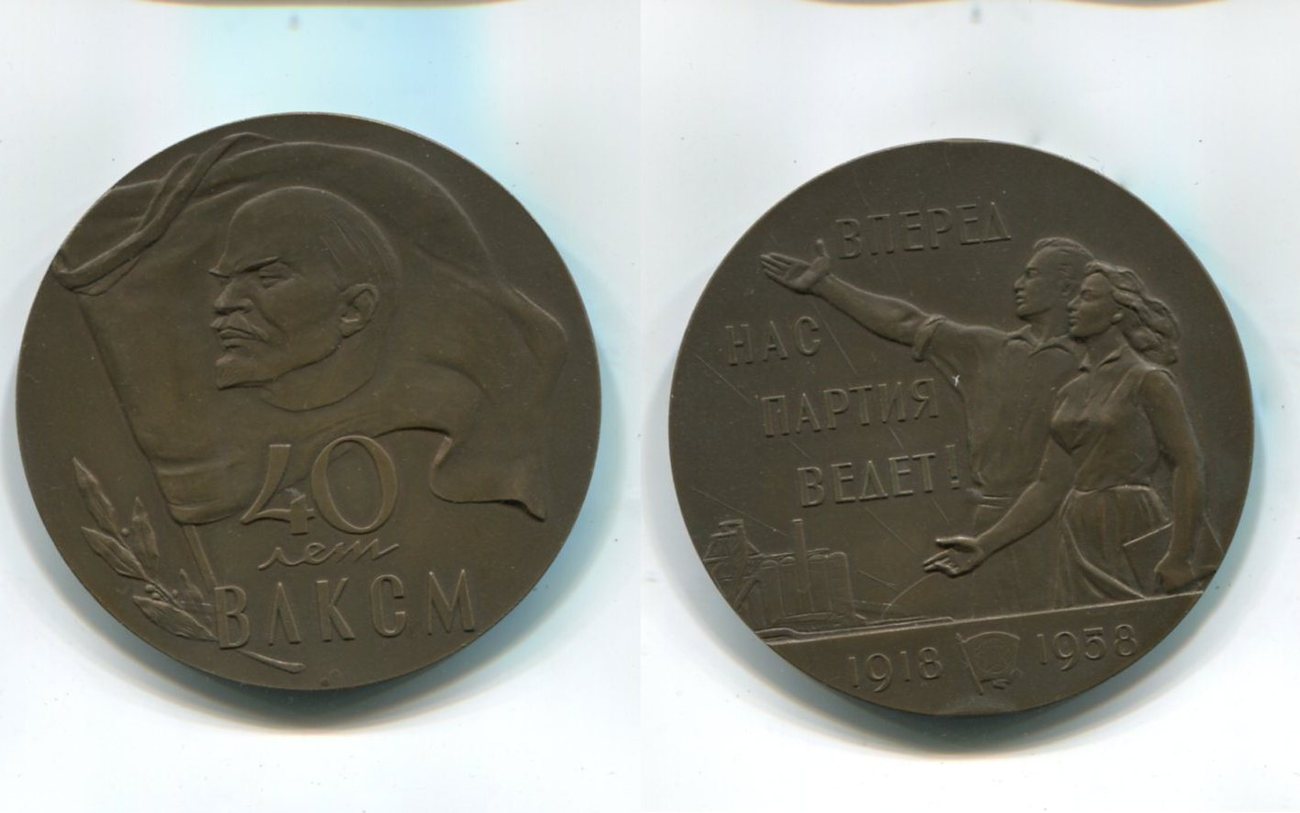 40
лет
ВЛКСМ
ВПЕРЕД
НАС
ПАРТИЯ
ВЕДЕТ!
1918 1958